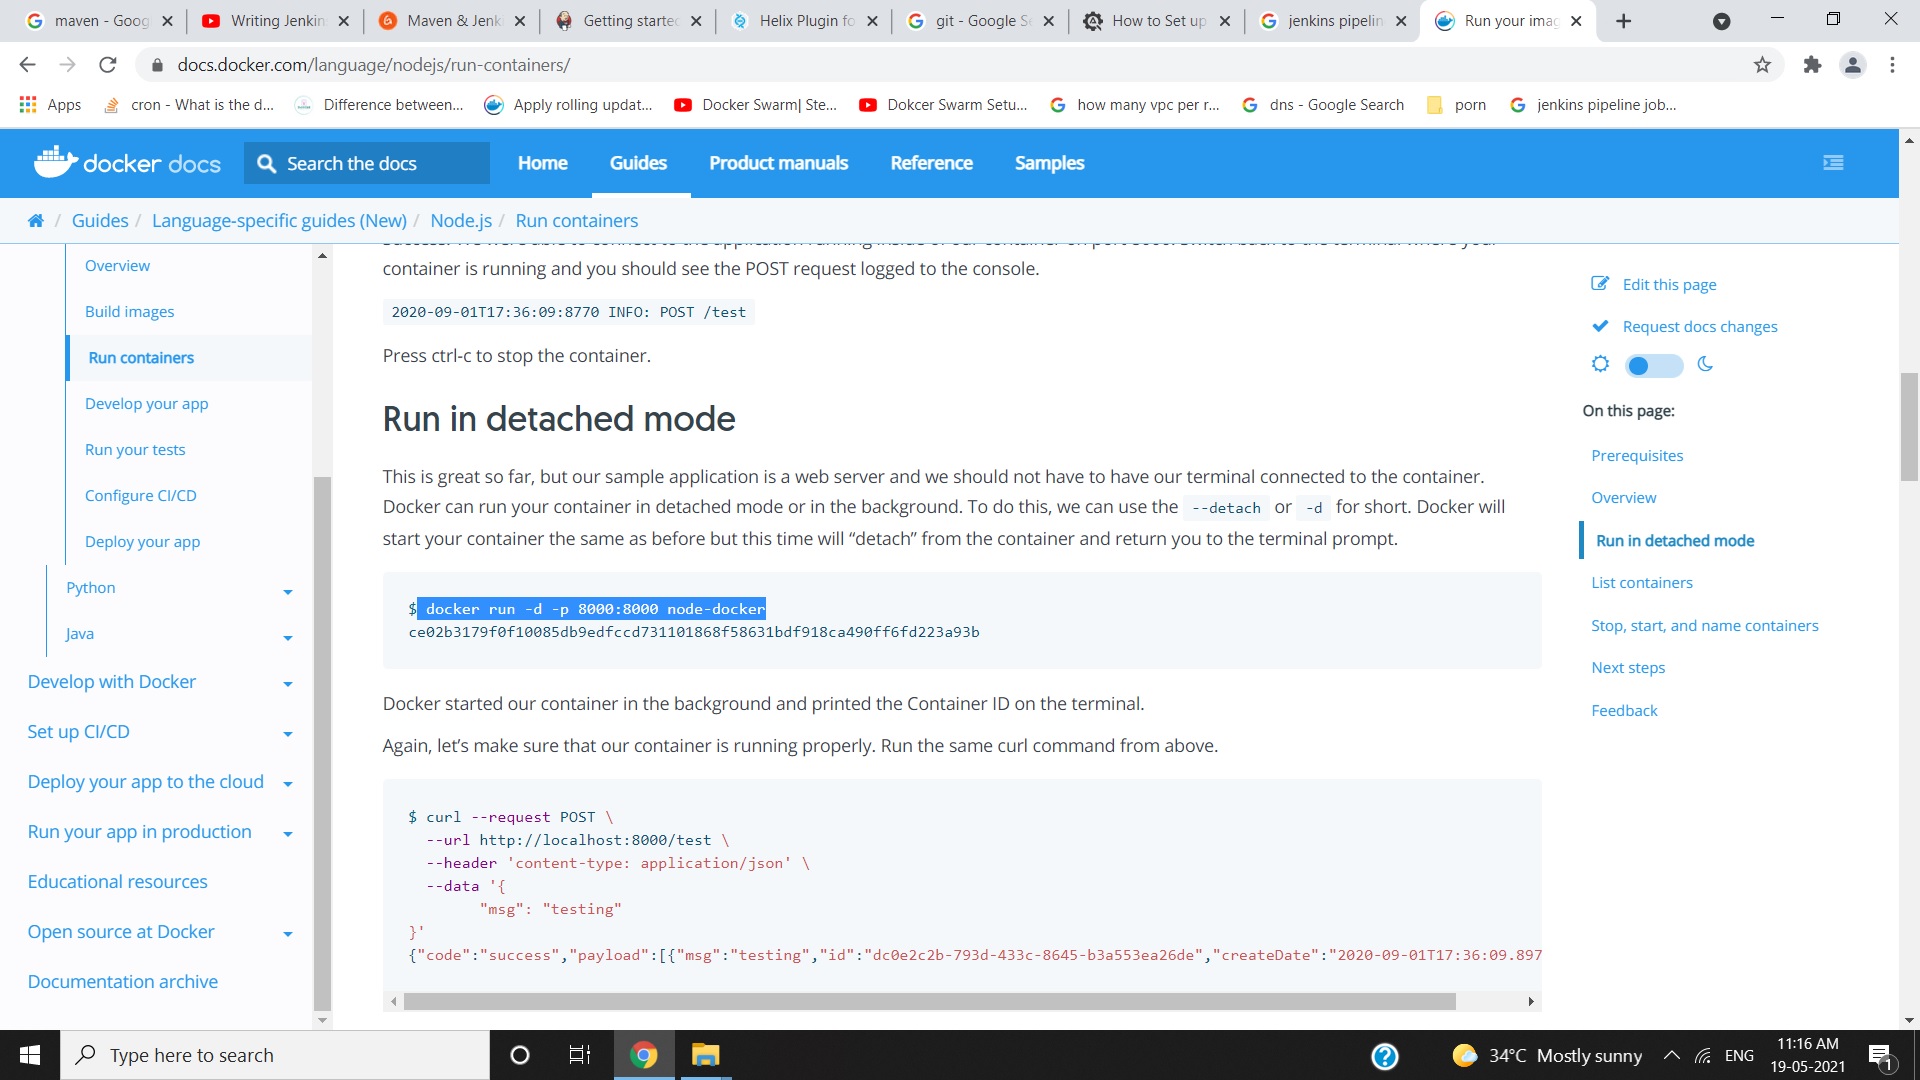 maven - Goog
Writing Jenkin
Maven & Jenk
Getting starte
Helix Plugin fo
git - Google Se
How to Set up
jenkins pipelin
Run your imag
docs.docker.com/language/nodejs/run-containers/
Apps
cron - What is the d...
Difference between...
Apply rolling updat...
Docker Swarm| Ste...
Dokcer Swarm Setu...
how many vpc per r...
dns - Google Search
porn
jenkins pipeline job...
docker docs
Search the docs
Home
Guides
Product manuals
Reference
Samples
Guides / Language-specific guides (New) / Node.js / Run containers
Overview
Build images
Run containers
Develop your app
Run your tests
Configure CI/CD
Deploy your app
Python
Java
Develop with Docker
Set up CI/CD
Deploy your app to the cloud
Run your app in production
Educational resources
Open source at Docker
Documentation archive
container is running and you should see the POST request logged to the console.
2020-09-01T17:36:09:8770 INFO: POST /test
Press ctrl-c to stop the container.
Run in detached mode
This is great so far, but our sample application is a web server and we should not have to have our terminal connected to the container.
Docker can run your container in detached mode or in the background. To do this, we can use the --detach or -d for short. Docker will
start your container the same as before but this time will “detach” from the container and return you to the terminal prompt.
$ docker run -d -p 8000:8000 node-docker
ce02b3179f0f10085db9edfccd731101868f58631bdf918ca490ff6fd223a93b
Docker started our container in the background and printed the Container ID on the terminal.
Again, let’s make sure that our container is running properly. Run the same curl command from above.
$ curl --request POST \
--url http://localhost:8000/test \
--header 'content-type: application/json' \
--data '{
"msg": "testing"
}'
{"code":"success","payload":[{"msg":"testing","id":"dc0e2c2b-793d-433c-8645-b3a553ea26de","createDate":"2020-09-01T17:36:09.897
Edit this page
Request docs changes
On this page:
Prerequisites
Overview
Run in detached mode
List containers
Stop, start, and name containers
Next steps
Feedback
Type here to search
34°C Mostly sunny
ENG
11:16 AM
19-05-2021
1